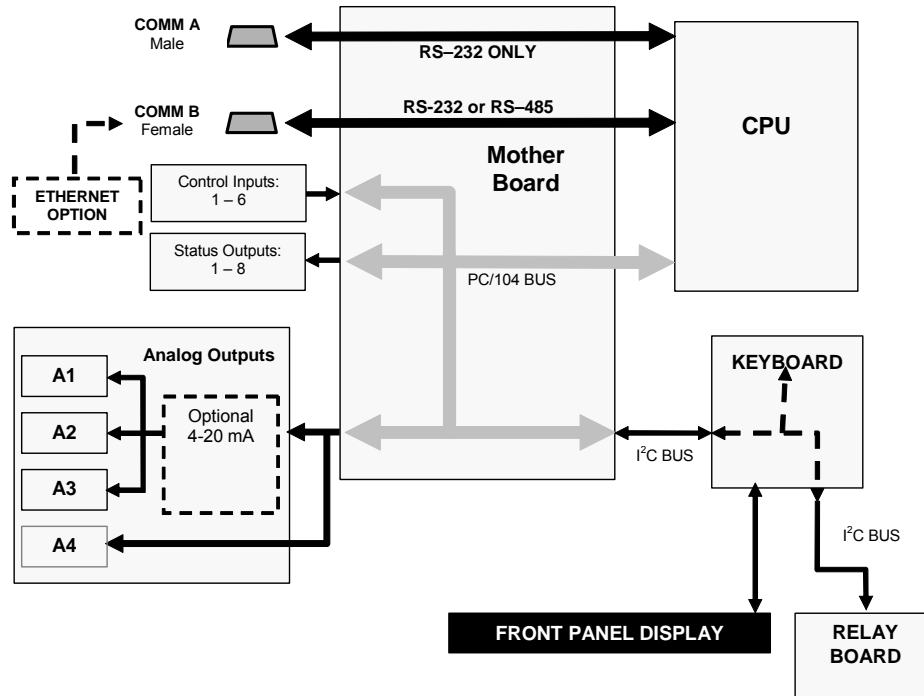 COMM A
Male
RS–232 ONLY
COMM B
Female
RS-232 or RS–485
CPU
Mother
Board
ETHERNET
OPTION
Control Inputs:
1 – 6
Status Outputs:
1 – 8
PC/104 BUS
Analog Outputs
A1
A2
A3
A4
Optional
4-20 mA
I²C BUS
KEYBOARD
I²C BUS
FRONT PANEL DISPLAY
RELAY
BOARD